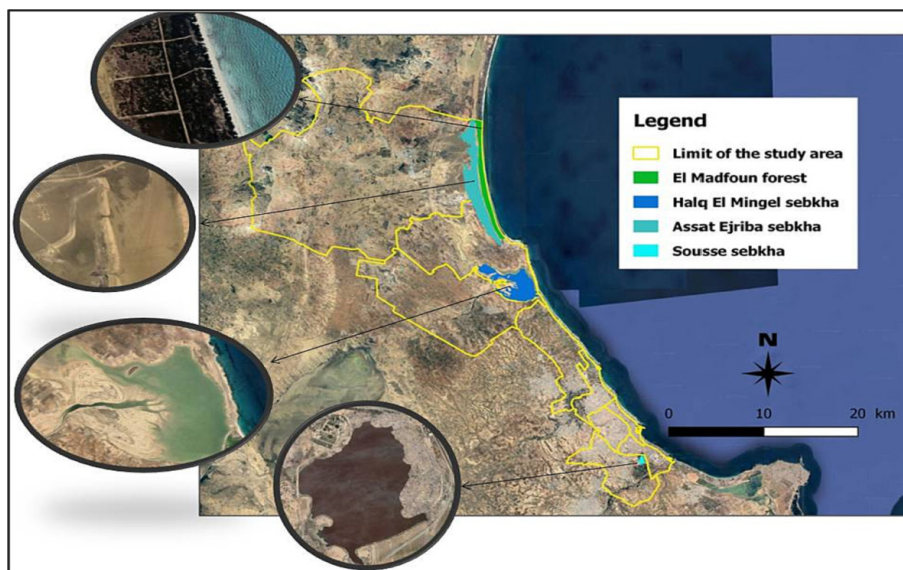 Legend
Limit of the study area
El Madfoun forest
Halq El Mingel sebkha
Assat Ejriba sebkha
Sousse sebkha
N
0 10 20 km